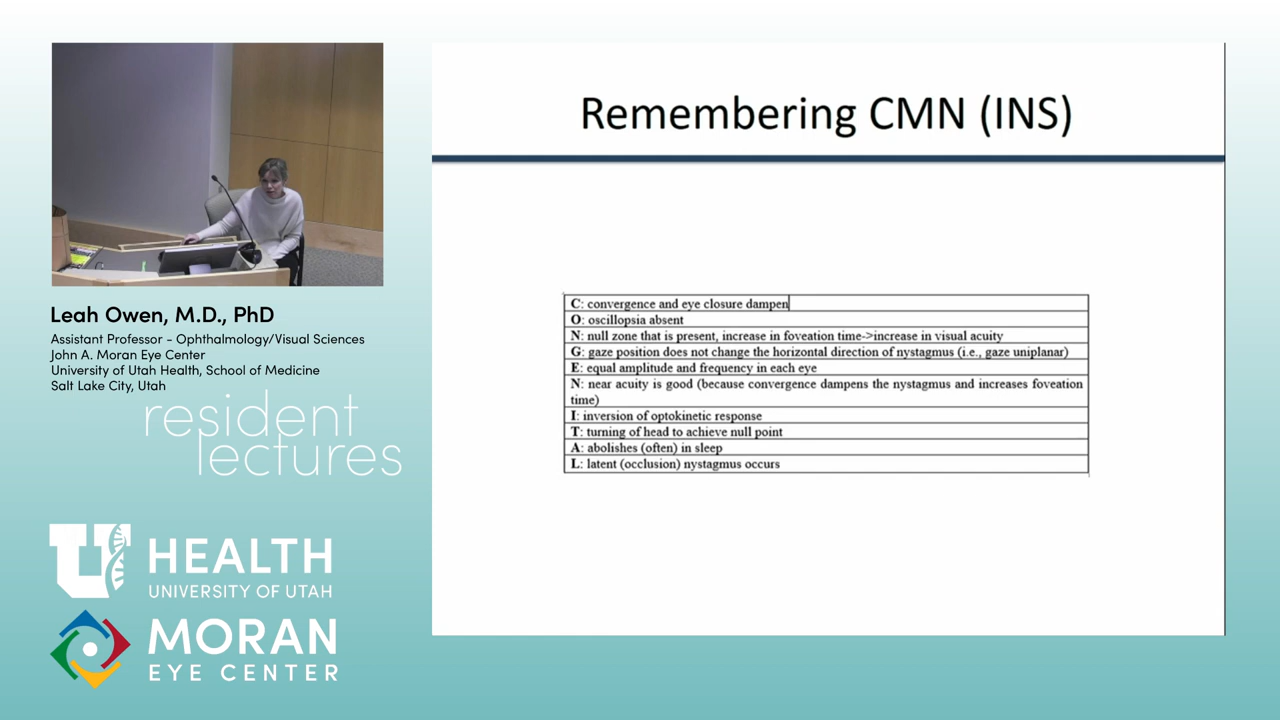 Remembering CMN (INS)
C: convergence and eye closure dampen
O: oscillopsia absent
N: null zone that is present, increase in foveation time->increase in visual acuity
G: gaze position does not change the horizontal direction of nystagmus (i.e., gaze uniplanar)
E: equal amplitude and frequency in each eye
N: near acuity is good (because convergence dampens the nystagmus and increases foveation
time)
I: inversion of optokinetic response
T: turning of head to achieve null point
A: abolishes (often) in sleep
L: latent (occlusion) nystagmus occurs
Leah Owen, M.D., PhD
Assistant Professor - Ophthalmology/Visual Sciences
John A. Moran Eye Center
University of Utah Health, School of Medicine
Salt Lake City, Utah
resident
lectures
U HEALTH
UNIVERSITY OF UTAH
MORAN
EYE CENTER